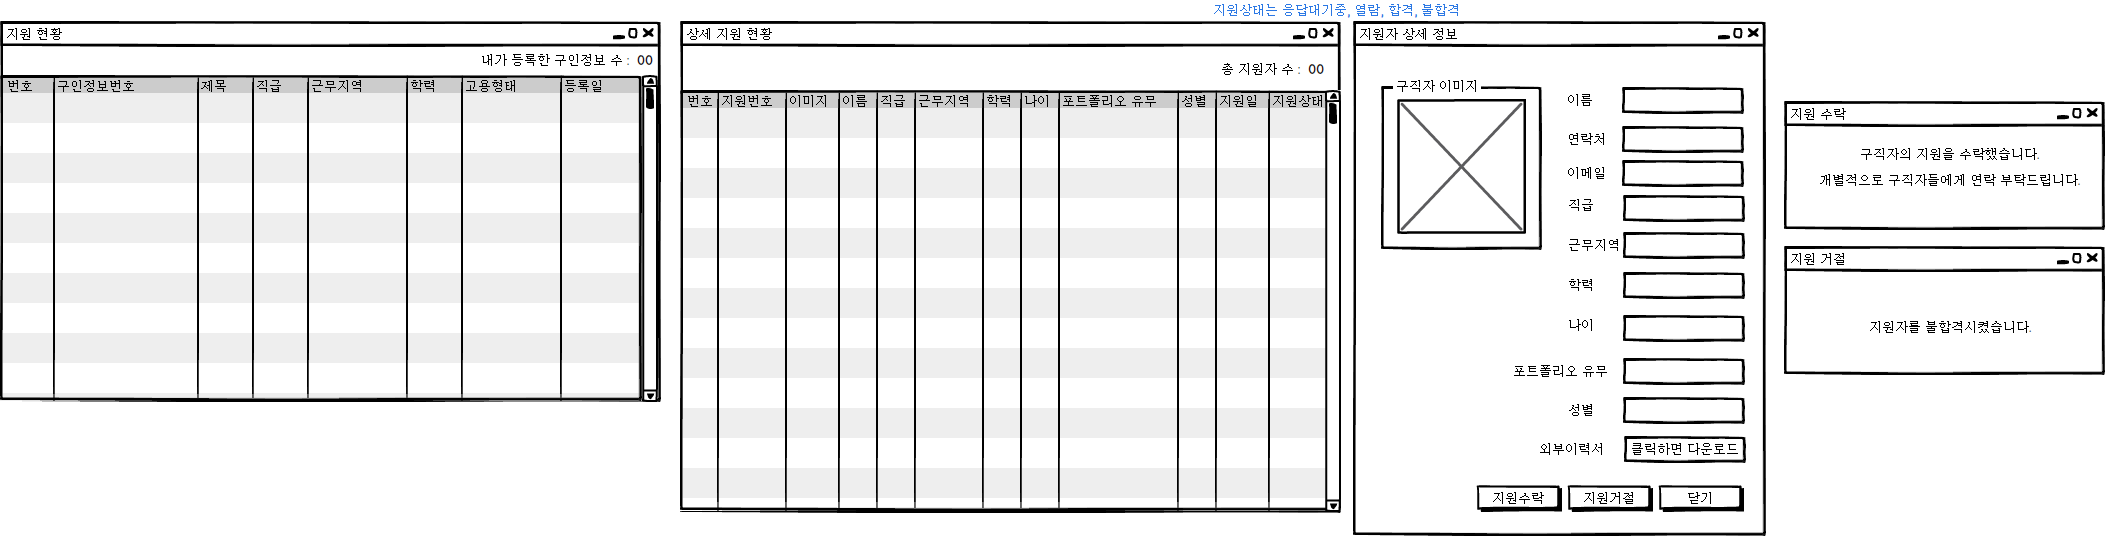 지원상태는 응답대기중, 열람, 합격, 불합격
지원 현황
내가 등록한 구인정보 수 : 00
번호 구인정보번호 제목 직급 근무지역 학력 고용형태 등록일
상세 지원 현황
총 지원자 수 : 00
번호 지원번호 이미지 이름 직급 근무지역 학력 나이 포트폴리오 유무 성별 지원일 지원상태
지원자 상세 정보
구직자 이미지
이름
연락처
이메일
직급
근무지역
학력
나이
포트폴리오 유무
성별
외부이력서 클릭하면 다운로드
지원수락 지원거절 닫기
지원 수락
구직자의 지원을 수락했습니다.
개별적으로 구직자들에게 연락 부탁드립니다.
지원 거절
지원자를 불합격시켰습니다.